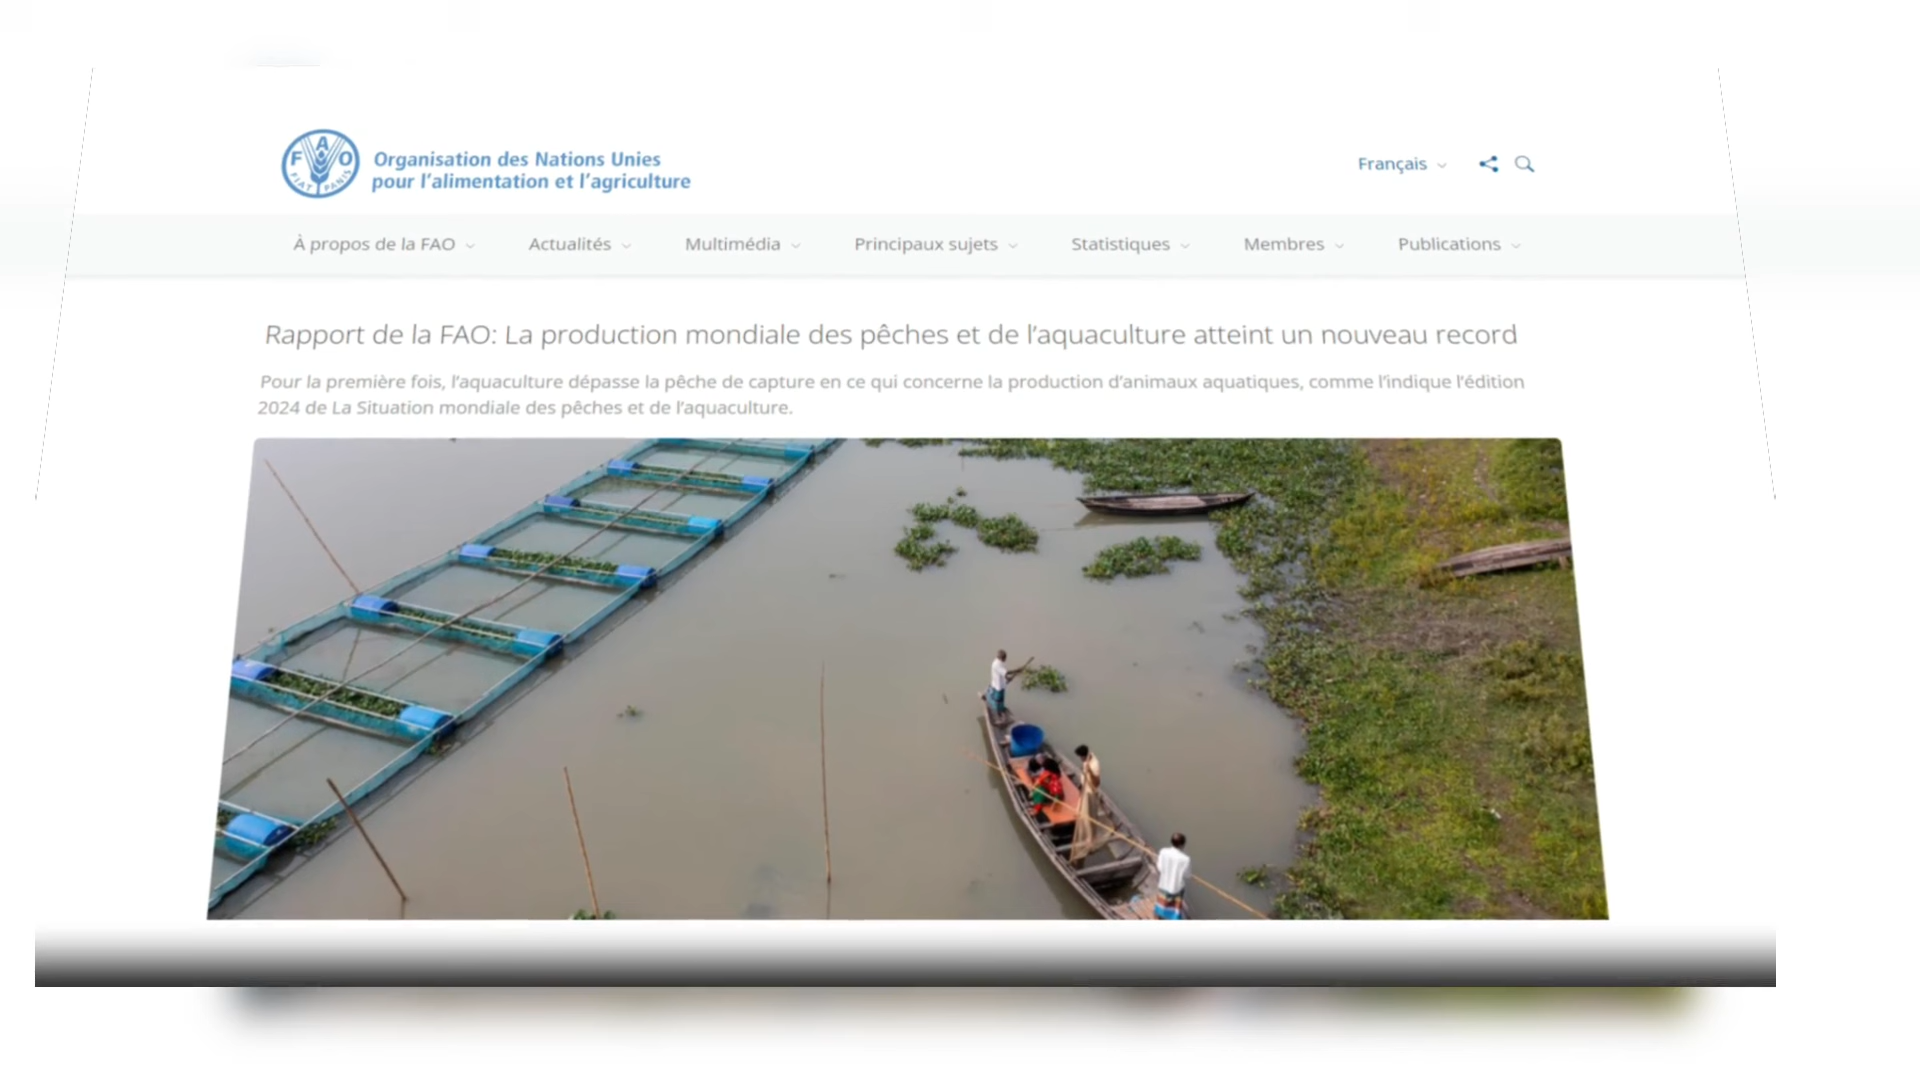 FAO
FIAT PANIS
Organisation des Nations Unies
pour l'alimentation et l'agriculture
Français
À propos de la FAO
Actualités
Multimédia
Principaux sujets
Statistiques
Membres
Publications
Rapport de la FAO: La production mondiale des pêches et de l'aquaculture atteint un nouveau record
Pour la première fois, l'aquaculture dépasse la pêche de capture en ce qui concerne la production d'animaux aquatiques, comme l'indique l'édition
2024 de La Situation mondiale des pêches et de l'aquaculture.